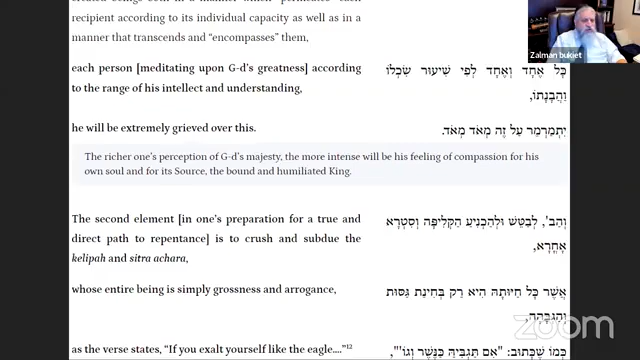 created beings both in a manner which "permeates" each
recipient according to its individual capacity as well as in a
manner that transcends and “encompasses” them,
Zalman bukiet
each person [meditating upon G-d’s greatness] according
to the range of his intellect and understanding,
כָּל אֶחָד וְאֶחָד לְפִי שִׁיעוּר שִׂכְלוֹ
וַהֲבָנָתוֹ,
he will be extremely grieved over this.
יִתְמַרְמֵר עַל זֶה מְאֹד מְאֹד.
The richer one’s perception of G-d’s majesty, the more intense will be his feeling of compassion for his
own soul and for its Source, the bound and humiliated King.
The second element [in one’s preparation for a true and
direct path to repentance] is to crush and subdue the
kelipah and sitra achara,
וְהַב', לְבַטֵּשׁ וּלְהַכְנִיעַ הַקְּלִיפָּה וְסִטְרָא
אָחֳרָא,
whose entire being is simply grossness and arrogance,
אֲשֶׁר כָּל חַיּוּתָהּ הִיא רַק בְּחִינַת גַּסּוּת
וְהַגְבָּהָה,
zoom
as the verse states, “If you exalt yourself like the eagle....”12
כְּמוֹ שֶׁכָּתוּב: "אִם תַּגְבִּיהַּ כַּנֶּשֶׁר וְגוֹ'",